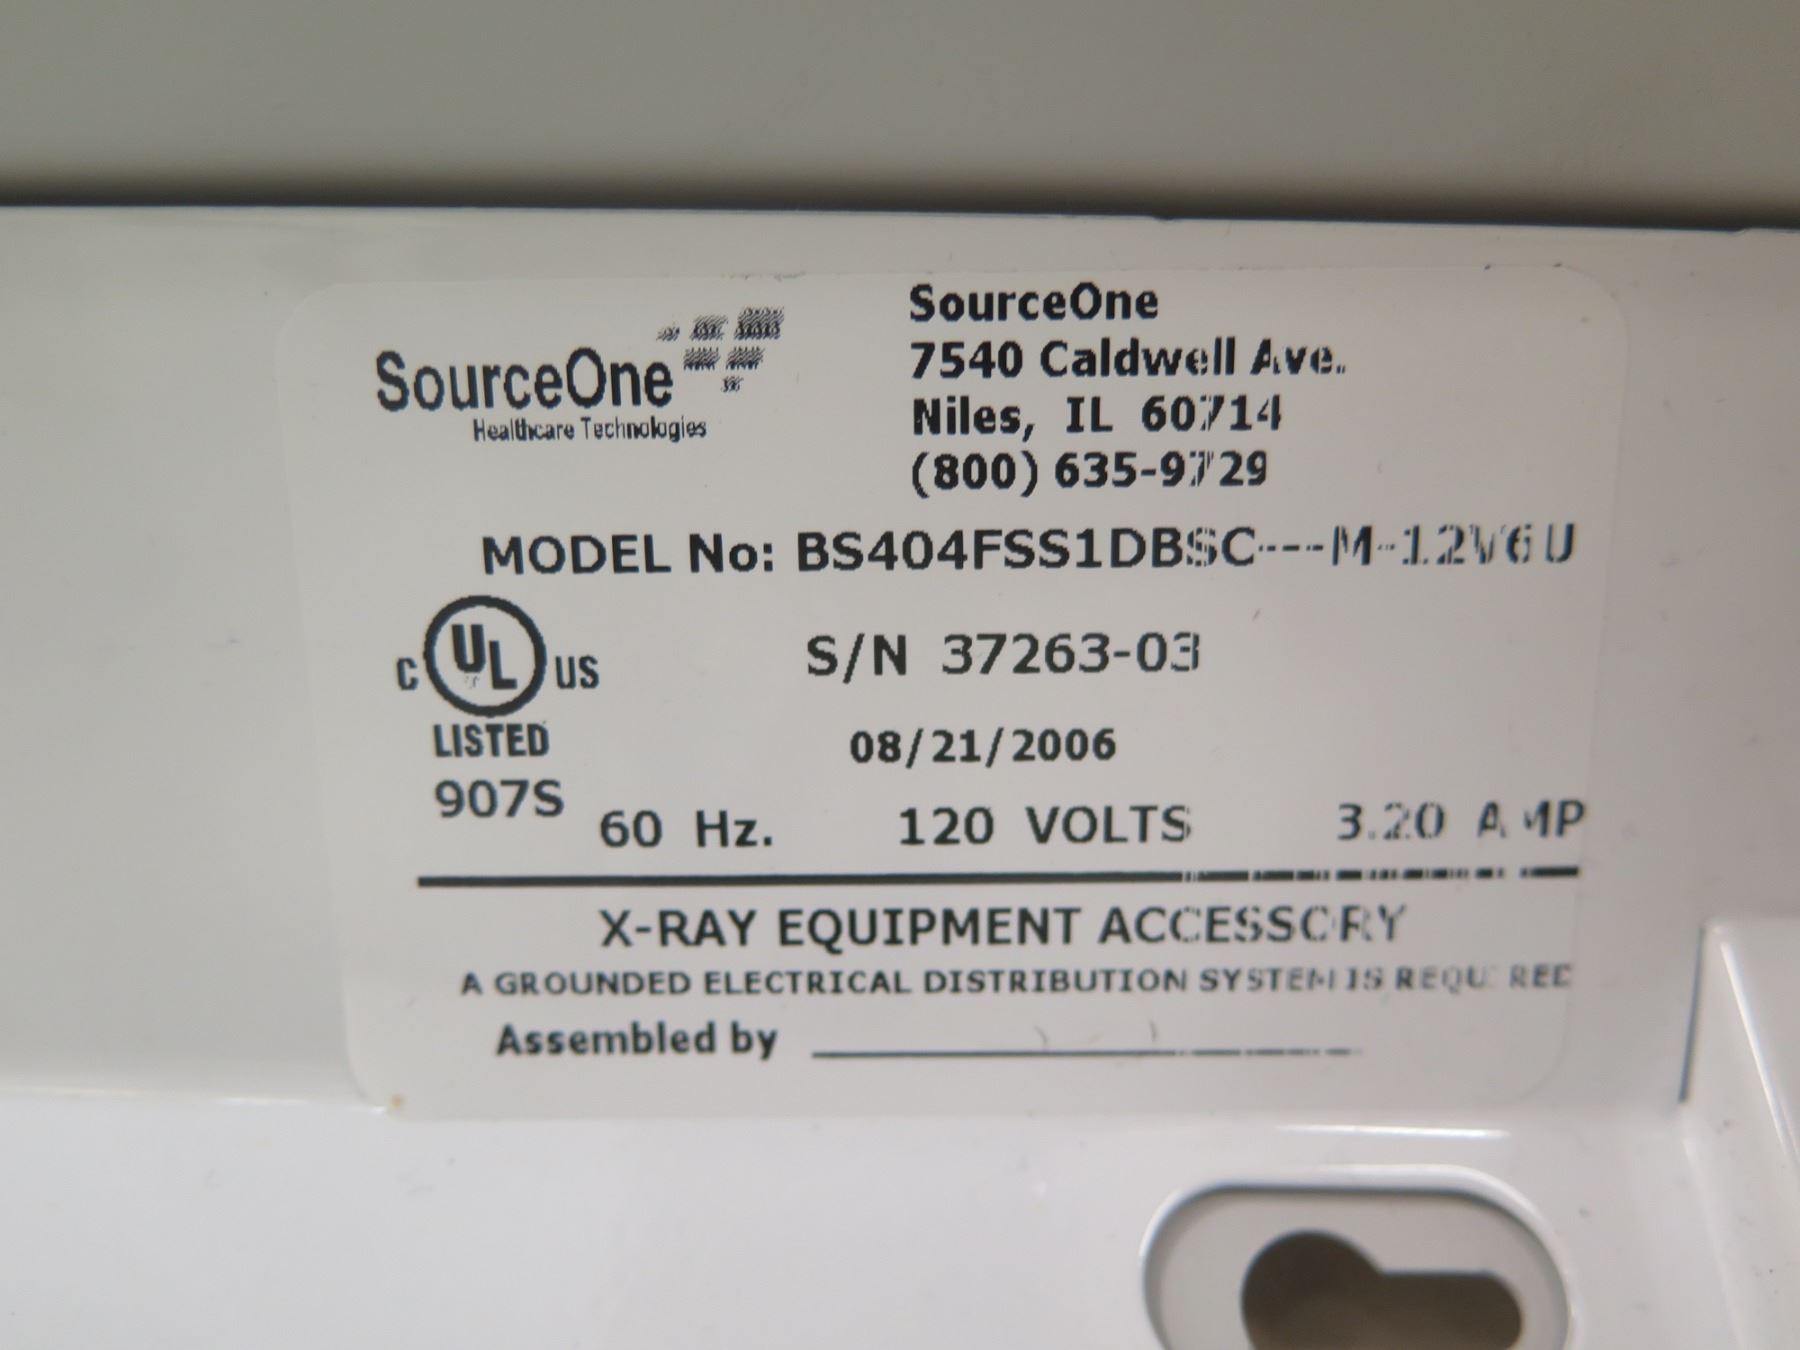 SourceOne
Healthcare Technologies
SourceOne
7540 Caldwell Ave.
Niles, IL 60714
(800) 635-9729
MODEL No: BS404FSS1DBSC---M-12V6U
C UL US
LISTED
907S
S/N 37263-03
08/21/2006
60 Hz. 120 VOLTS 3.20 AMP
X-RAY EQUIPMENT ACCESSORY
A GROUNDED ELECTRICAL DISTRIBUTION SYSTEM IS REQUIRED
Assembled by